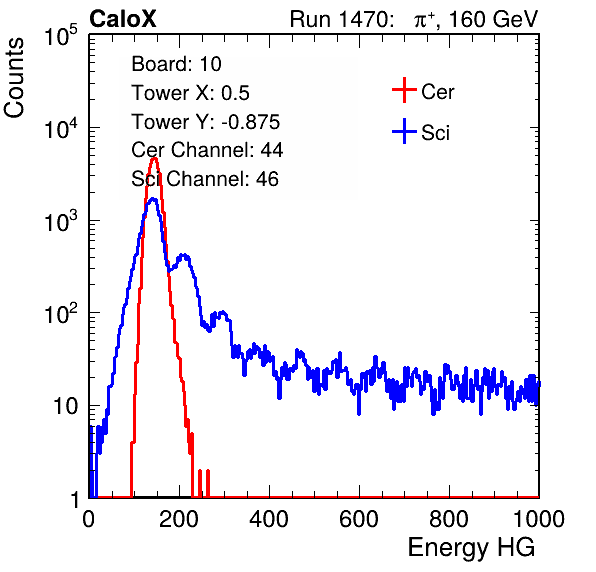 CaloX Run 1470: π⁺, 160 GeV
Counts
10⁵
10⁴
10³
10²
10
1
Board: 10
Tower X: 0.5
Tower Y: -0.875
Cer Channel: 44
Sci Channel: 46
Cer
Sci
0 200 400 600 800 1000
Energy HG